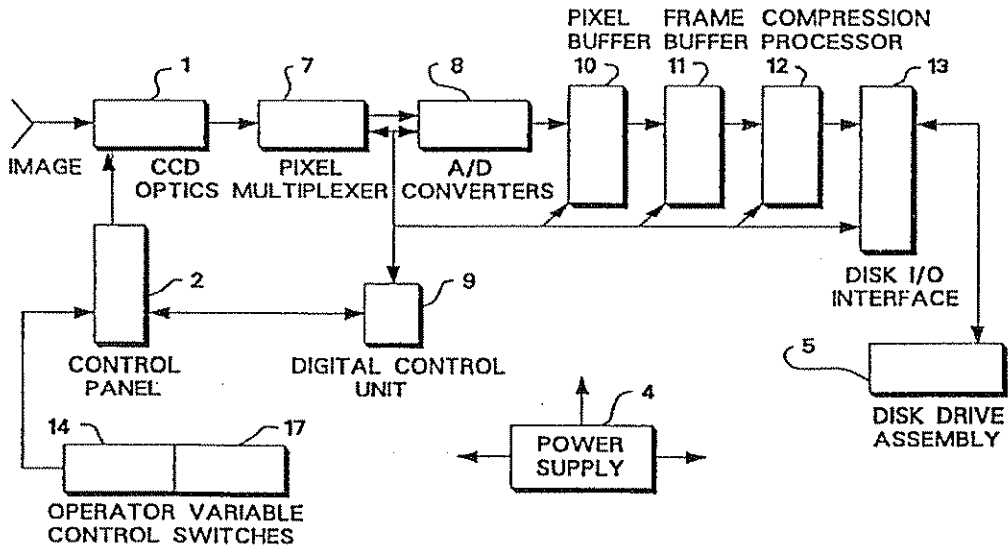 PIXEL FRAME COMPRESSION
BUFFER BUFFER PROCESSOR
1
7
8
10
11
12
13
IMAGE
CCD
OPTICS
PIXEL
MULTIPLEXER
A/D
CONVERTERS
2
9
DISK I/O
INTERFACE
CONTROL
PANEL
DIGITAL CONTROL
UNIT
5
DISK DRIVE
ASSEMBLY
14
17
4
POWER
SUPPLY
OPERATOR VARIABLE
CONTROL SWITCHES